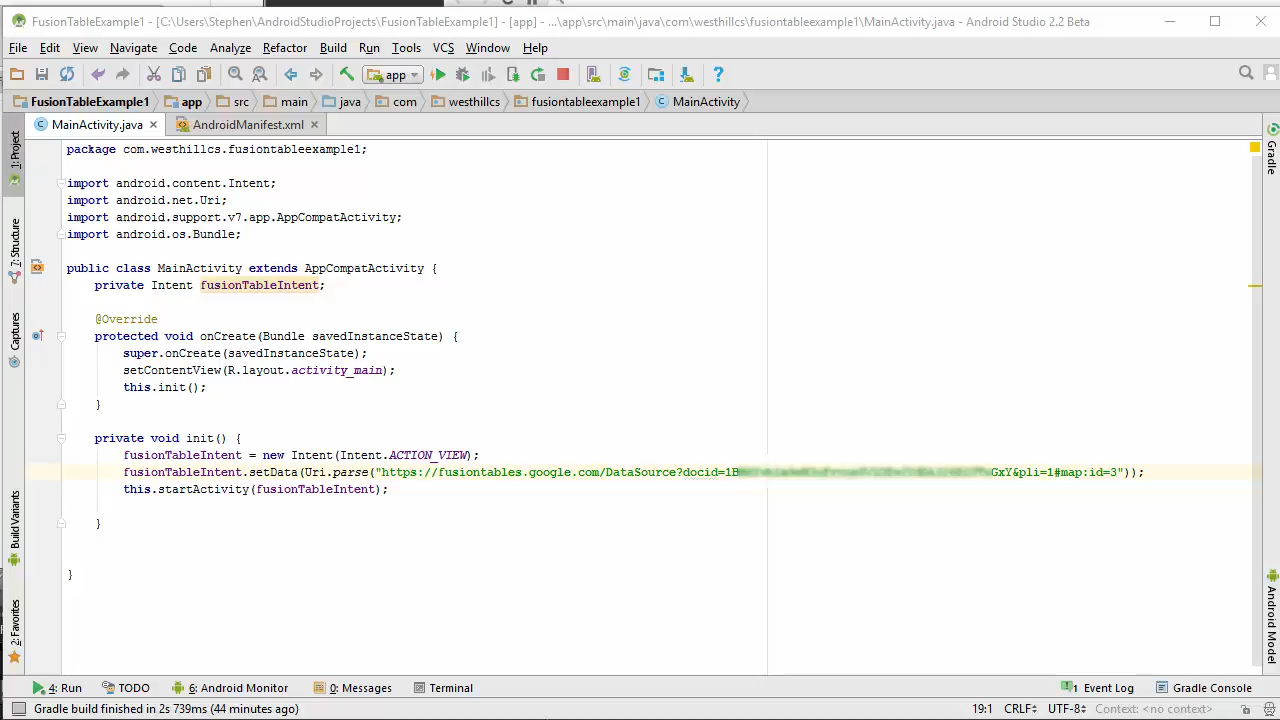 FusionTableExample1 - [C:\Users\Stephen\AndroidStudioProjects\FusionTableExample1] - [app] - ...\app\src\main\java\com\westhillcs\fusiontableexample1\MainActivity.java - Android Studio 2.2 Beta
File Edit View Navigate Code Analyze Refactor Build Run Tools VCS Window Help
app
FusionTableExample1 app src main java com westhillcs fusiontableexample1 MainActivity
MainActivity.java AndroidManifest.xml
1: Project
7: Structure
Captures
Build Variants
2: Favorites
package com.westhillcs.fusiontableexample1;
import android.content.Intent;
import android.net.Uri;
import android.support.v7.app.AppCompatActivity;
import android.os.Bundle;
public class MainActivity extends AppCompatActivity {
private Intent fusionTableIntent;
@Override
protected void onCreate(Bundle savedInstanceState) {
super.onCreate(savedInstanceState);
setContentView(R.layout.activity_main);
this.init();
}
private void init() {
fusionTableIntent = new Intent(Intent.ACTION_VIEW);
fusionTableIntent.setData(Uri.parse("https://fusiontables.google.com/DataSource?docid=1B GxY&pli=1#map:id=3"));
this.startActivity(fusionTableIntent);
}
}
Gradle
Android Model
4: Run TODO 6: Android Monitor 0: Messages Terminal 1 Event Log Gradle Console
Gradle build finished in 2s 739ms (44 minutes ago) 19:1 CRLF÷ UTF-8÷ Context: <no context>